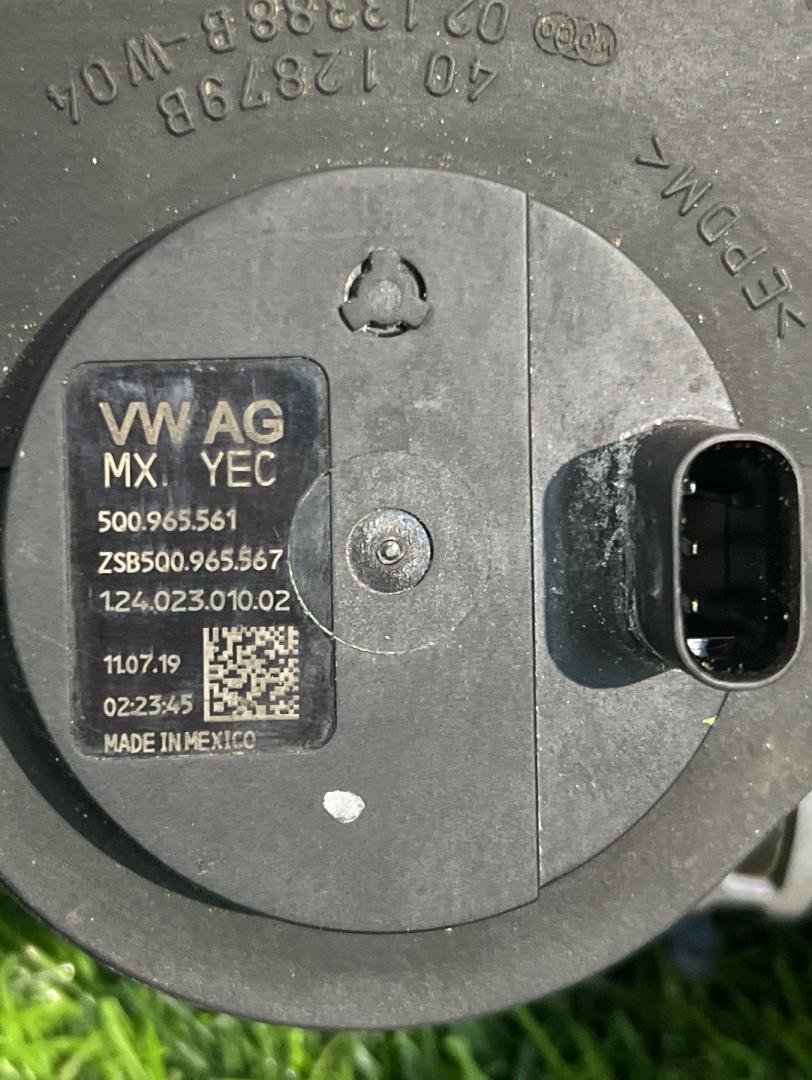 02 13388B-W04
40 12879B
>EPDM<
VW AG
MX. YEC
5Q0.965.561
ZSB5Q0.965.567
1.24.023.010.02
11.07.19
02:23:45
MADE IN MEXICO